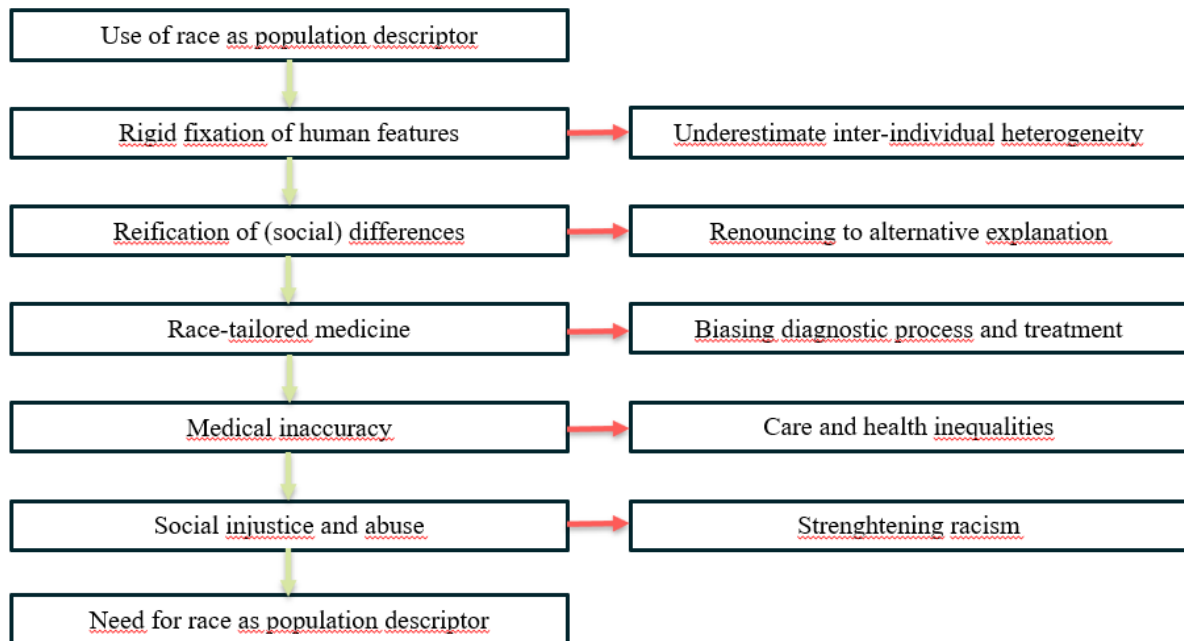 Use of race as population descriptor
Rigid fixation of human features
Underestimate inter-individual heterogeneity
Reification of (social) differences
Renouncing to alternative explanation
Race-tailored medicine
Biasing diagnostic process and treatment
Medical inaccuracy
Care and health inequalities
Social injustice and abuse
Strenghtening racism
Need for race as population descriptor